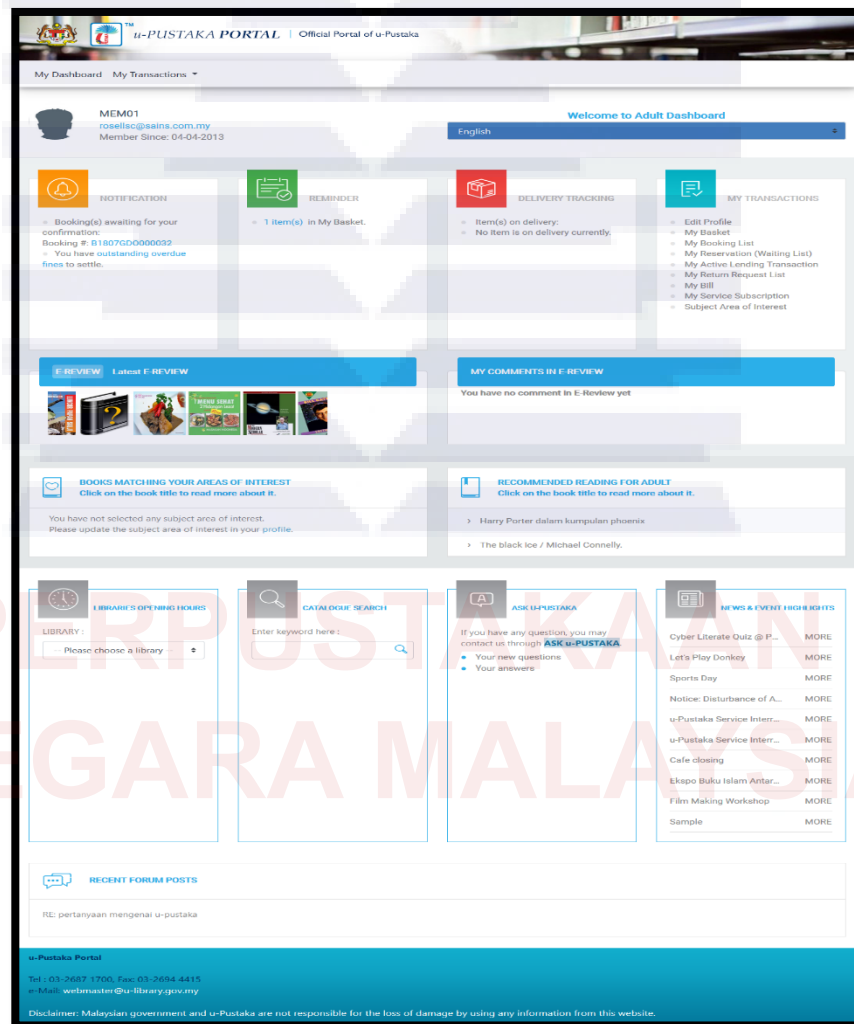 ™
u-PUSTAKA PORTAL | Official Portal of u-Pustaka
My Dashboard My Transactions
MEM01
rosellsc@sains.com.my
Member Since: 04-04-2013
Welcome to Adult Dashboard
English
NOTIFICATION
Booking(s) awaiting for your
confirmation:
Booking #: B1807GDO000032
You have outstanding overdue
fines to settle.
REMINDER
1 item(s) in My Basket.
DELIVERY TRACKING
Item(s) on delivery:
No item is on delivery currently.
MY TRANSACTIONS
Edit Profile
My Basket
My Booking List
My Reservation (Waiting List)
My Active Lending Transaction
My Return Request List
My Bill
My Service Subscription
Subject Area of Interest
E-REVIEW Latest E-REVIEW
MY COMMENTS IN E-REVIEW
You have no comment in E-Review yet
BOOKS MATCHING YOUR AREAS OF INTEREST
Click on the book title to read more about it.
You have not selected any subject area of interest.
Please update the subject area of interest in your profile.
RECOMMENDED READING FOR ADULT
Click on the book title to read more about it.
Harry Porter dalam kumpulan phoenix
The black ice / Michael Connelly.
LIBRARIES OPENING HOURS
LIBRARY :
-- Please choose a library --
CATALOGUE SEARCH
Enter keyword here :
ASK U-PUSTAKA
If you have any question, you may
contact us through ASK u-PUSTAKA.
Your new questions
Your answers
NEWS & EVENT HIGHLIGHTS
Cyber Literate Quiz @ P... MORE
Let's Play Donkey MORE
Sports Day MORE
Notice: Disturbance of A... MORE
u-Pustaka Service Interr... MORE
u-Pustaka Service Interr... MORE
Cafe closing MORE
Ekspo Buku Islam Antar... MORE
Film Making Workshop MORE
Sample MORE
PERPUSTAKAAN
NEGARA MALAYSIA
RECENT FORUM POSTS
RE: pertanyaan mengenai u-pustaka
u-Pustaka Portal
Tel : 03-2687 1700, Fax: 03-2694 4415
e-Mail: webmaster@u-library.gov.my
Disclaimer: Malaysian government and u-Pustaka are not responsible for the loss of damage by using any information from this website.